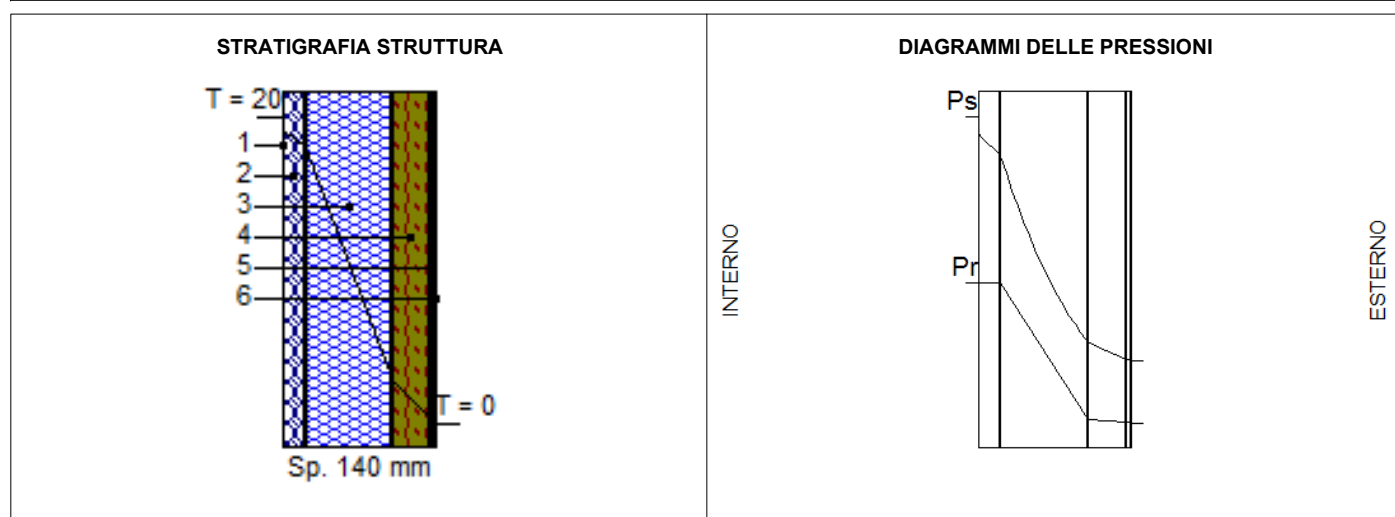 STRATIGRAFIA STRUTTURA
T = 20
1
2
3
4
5
6
T = 0
Sp. 140 mm
DIAGRAMMI DELLE PRESSIONI
INTERNO
Ps
Pr
ESTERNO